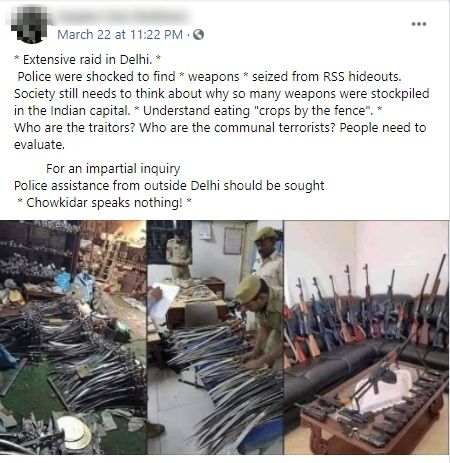 March 22 at 11:22 PM ·
* Extensive raid in Delhi. *
Police were shocked to find * weapons * seized from RSS hideouts.
Society still needs to think about why so many weapons were stockpiled
in the Indian capital. * Understand eating "crops by the fence". *
Who are the traitors? Who are the communal terrorists? People need to
evaluate.
For an impartial inquiry
Police assistance from outside Delhi should be sought
* Chowkidar speaks nothing! *